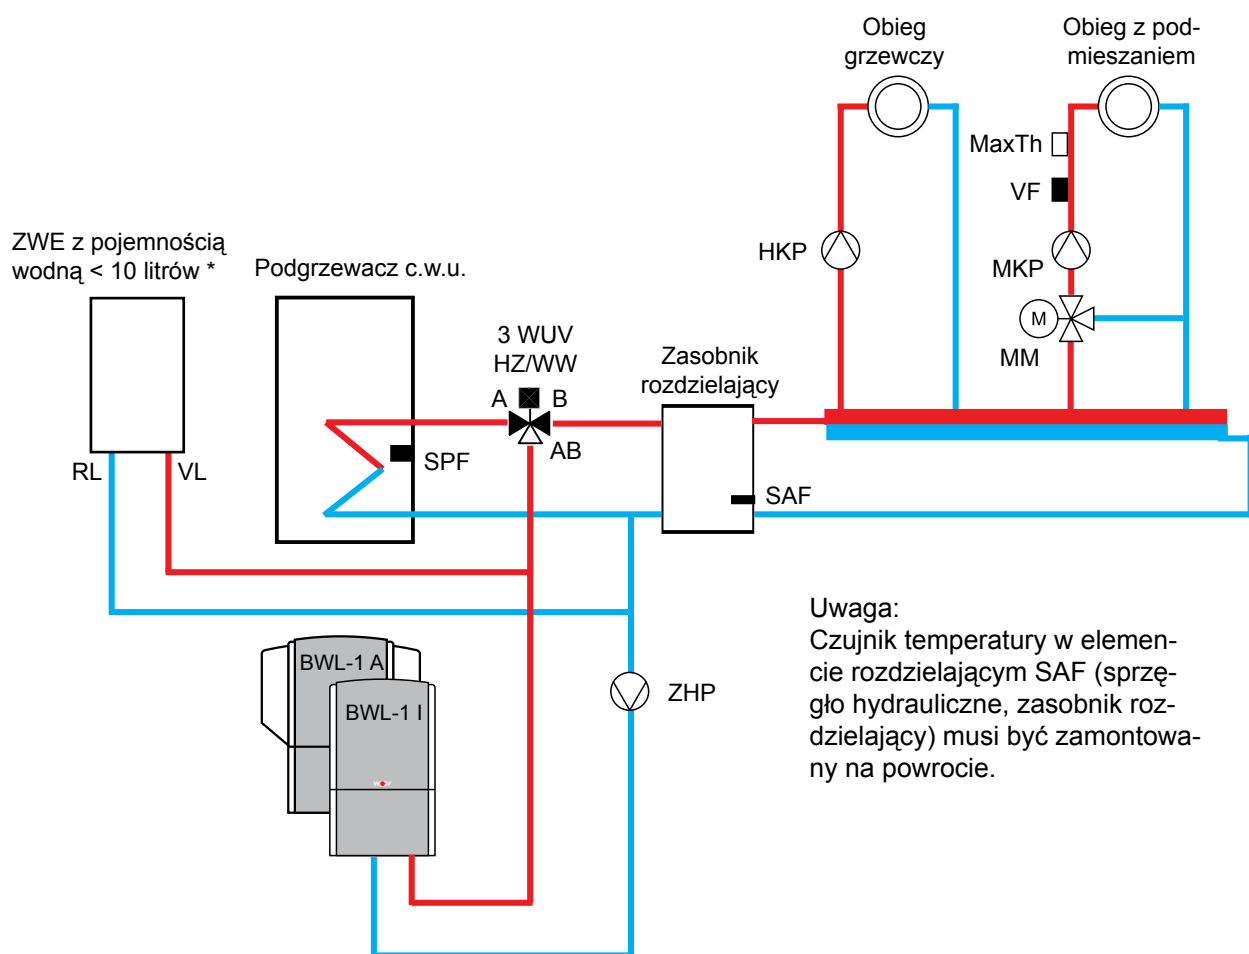 Obieg
grzewczy
Obieg z pod-
mieszaniem
MaxTh
VF
HKP
MKP
M
MM
ZWE z pojemnością
wodną < 10 litrów *
Podgrzewacz c.w.u.
3 WUV
HZ/WW
A
B
AB
Zasobnik
rozdzielający
RL
VL
SPF
SAF
BWL-1 A
BWL-1 I
ZHP
Uwaga:
Czujnik temperatury w elemen-
cie rozdzielającym SAF (sprzę-
gło hydrauliczne, zasobnik roz-
dzielający) musi być zamontowa-
ny na powrocie.